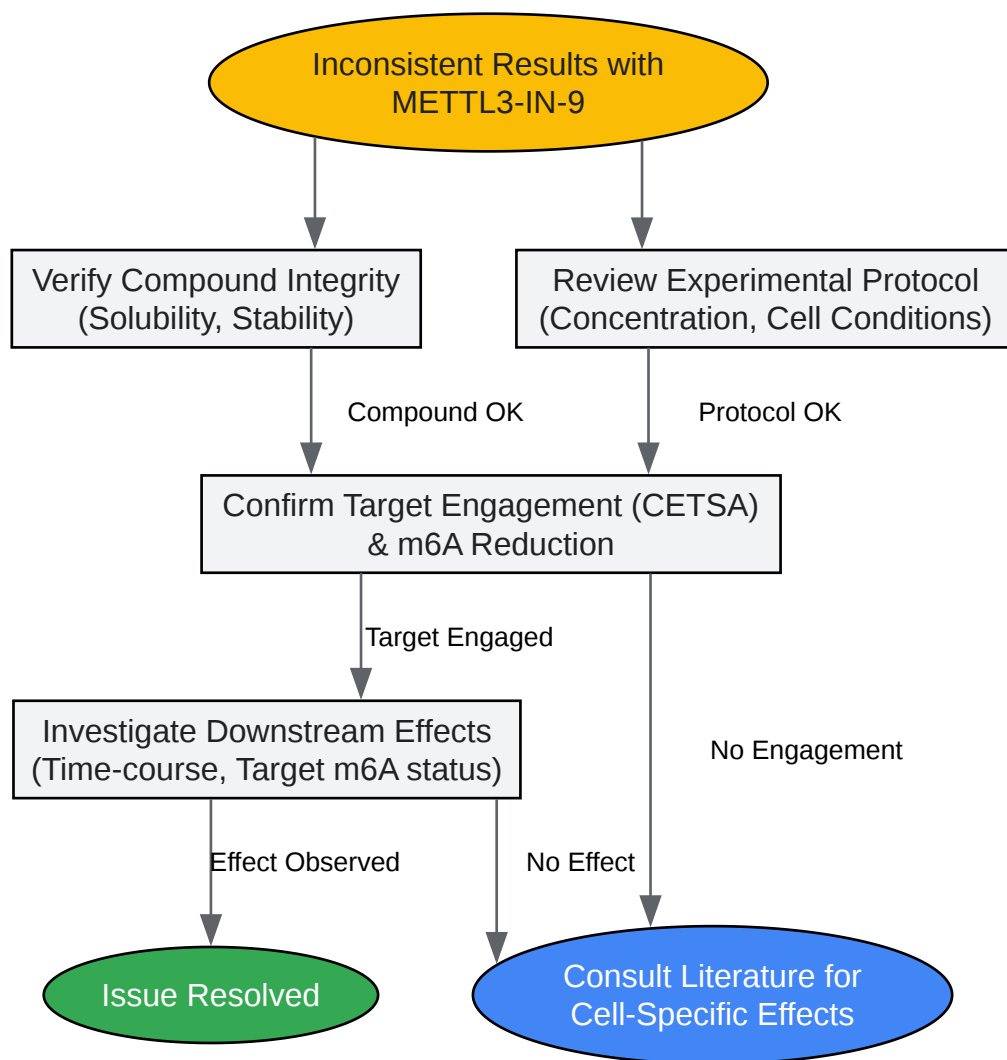 Inconsistent Results with
METTL3-IN-9
Verify Compound Integrity
(Solubility, Stability)
Review Experimental Protocol
(Concentration, Cell Conditions)
Compound OK
Protocol OK
Confirm Target Engagement (CETSA)
& m6A Reduction
Target Engaged
Investigate Downstream Effects
(Time-course, Target m6A status)
No Engagement
Effect Observed
No Effect
Issue Resolved
Consult Literature for
Cell-Specific Effects